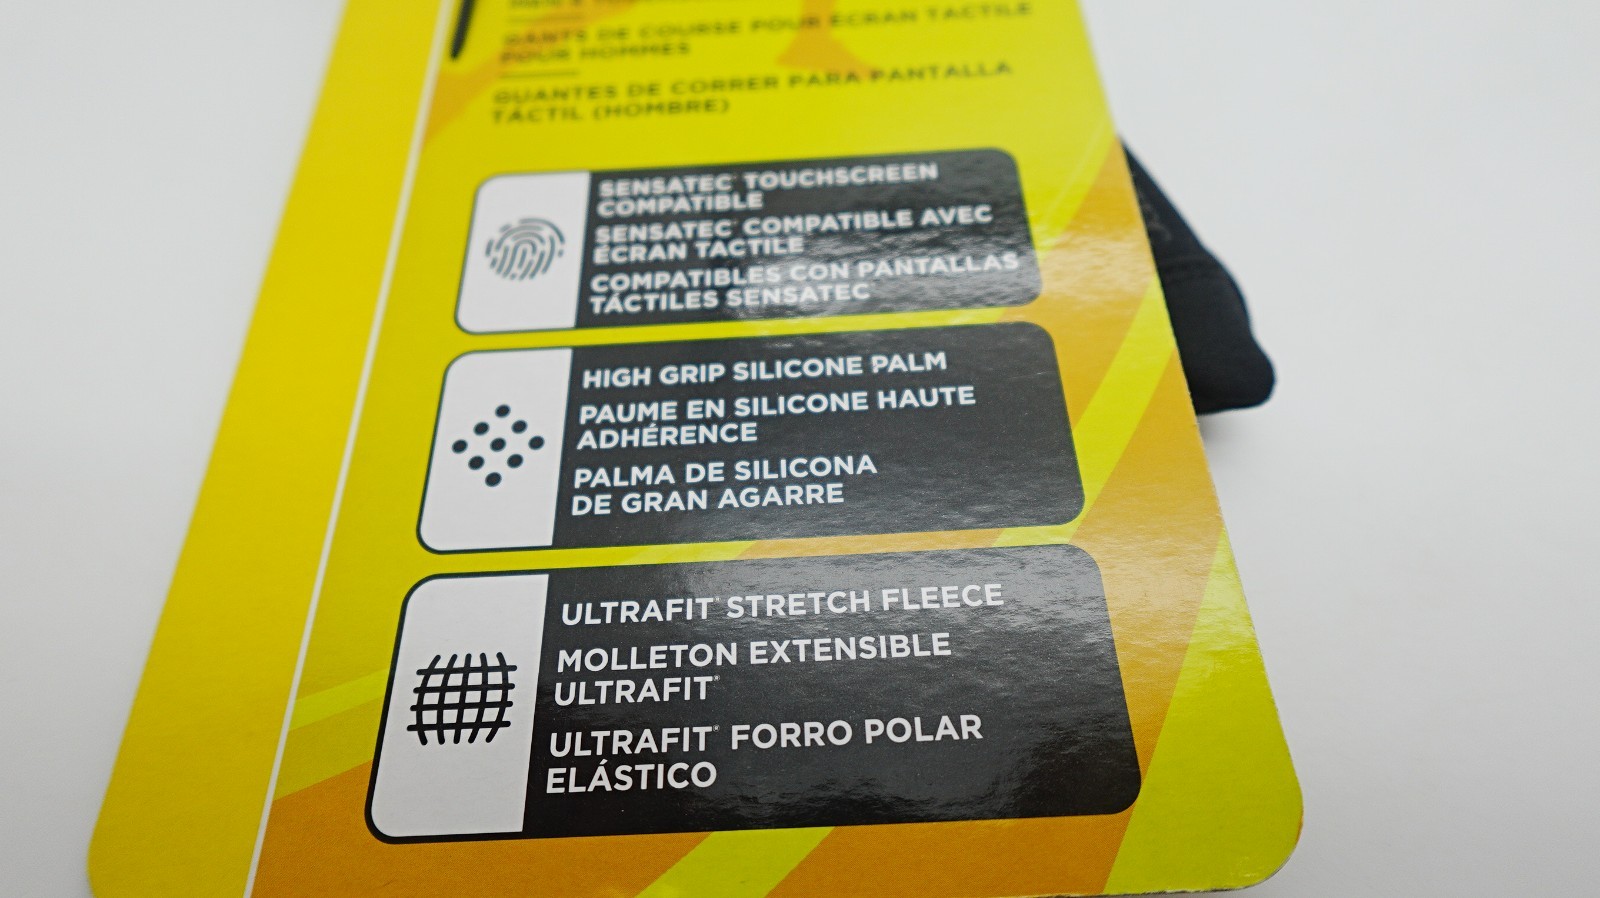 GANTS DE COURSE POUR ÉCRAN TACTILE
POUR HOMMES
GUANTES DE CORRER PARA PANTALLA
TÁCTIL (HOMBRE)
SENSATEC® TOUCHSCREEN
COMPATIBLE
SENSATEC® COMPATIBLE AVEC
ÉCRAN TACTILE
COMPATIBLES CON PANTALLAS
TÁCTILES SENSATEC®
HIGH GRIP SILICONE PALM
PAUME EN SILICONE HAUTE
ADHÉRENCE
PALMA DE SILICONA
DE GRAN AGARRE
ULTRAFIT® STRETCH FLEECE
MOLLETON EXTENSIBLE
ULTRAFIT®
ULTRAFIT® FORRO POLAR
ELÁSTICO